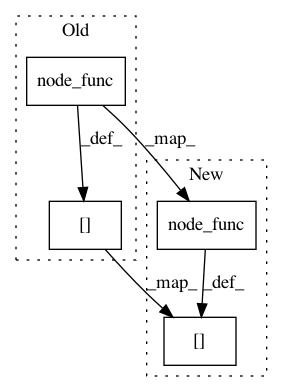 Old
node_func
_def_
_map_
New
[]
node_func
_map_
_def_
[]